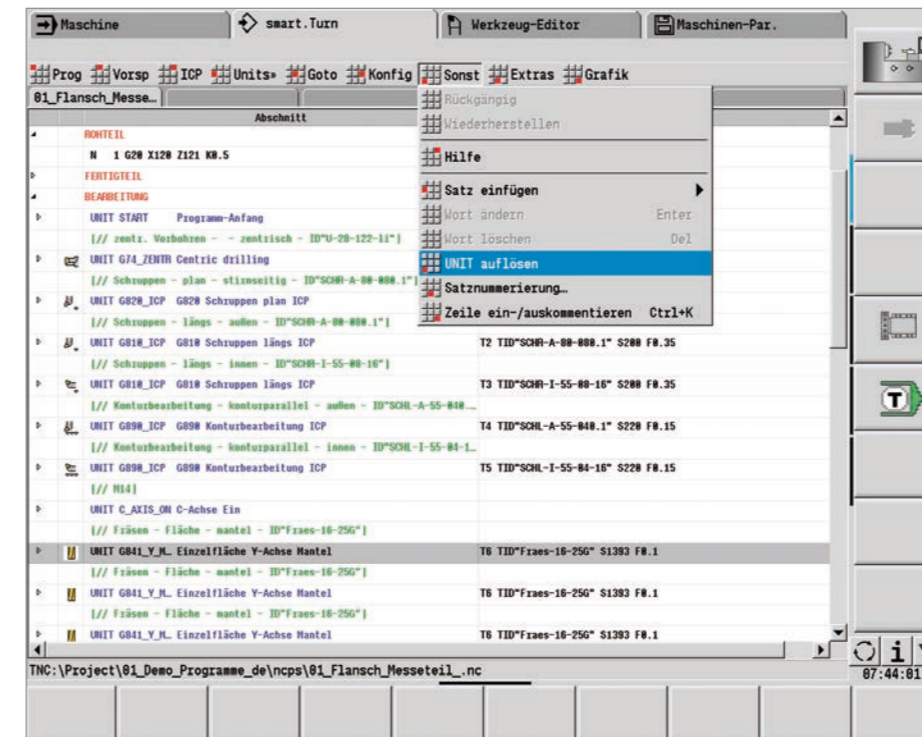 Maschine smart.Turn Werkzeug-Editor Maschinen-Par.
Prog Vorsp ICP Units» Goto Konfig Sonst Extras Grafik
01_Flansch_Messe…
Abschnitt
Rückgängig
Wiederherstellen
Hilfe
Satz einfügen
Wort ändern Enter
Wort löschen Del
UNIT auflösen
Satznummerierung…
Zeile ein-/auskommentieren Ctrl+K
ROHTEIL
N 1 G20 X120 Z121 K0.5
FERTIGTEIL
BEARBEITUNG
UNIT START Programm-Anfang
[// zentr. Vorbohren - - zentrisch - ID"U-28-122-li"]
UNIT G74_ZENTR Centric drilling
[// Schruppen - plan - stirnseitig - ID"SCHR-A-80-080.1"]
UNIT G820_ICP G820 Schruppen plan ICP
[// Schruppen - längs - außen - ID"SCHR-A-80-080.1"]
UNIT G810_ICP G810 Schruppen längs ICP T2 TID"SCHR-A-80-080.1" S200 F0.35
[// Schruppen - längs - innen - ID"SCHR-I-55-08-16"]
UNIT G810_ICP G810 Schruppen längs ICP T3 TID"SCHR-I-55-08-16" S200 F0.35
[// Konturbearbeitung - konturparallel - außen - ID"SCHL-A-55-040.…
UNIT G890_ICP G890 Konturbearbeitung ICP T4 TID"SCHL-A-55-040.1" S220 F0.15
[// Konturbearbeitung - konturparallel - innen - ID"SCHL-I-55-04-1…
UNIT G890_ICP G890 Konturbearbeitung ICP T5 TID"SCHL-I-55-04-16" S220 F0.15
[// M14]
UNIT C_AXIS_ON C-Achse Ein
[// Fräsen - Fläche - mantel - ID"Fraes-16-25G"]
UNIT G841_Y_M… Einzelfläche Y-Achse Mantel T6 TID"Fraes-16-25G" S1393 F0.1
[// Fräsen - Fläche - mantel - ID"Fraes-16-25G"]
UNIT G841_Y_M… Einzelfläche Y-Achse Mantel T6 TID"Fraes-16-25G" S1393 F0.1
[// Fräsen - Fläche - mantel - ID"Fraes-16-25G"]
UNIT G841_Y_M… Einzelfläche Y-Achse Mantel T6 TID"Fraes-16-25G" S1393 F0.1
TNC:\Project\01_Demo_Programme_de\ncps\01_Flansch_Messeteil_.nc
T
i
07:44:01